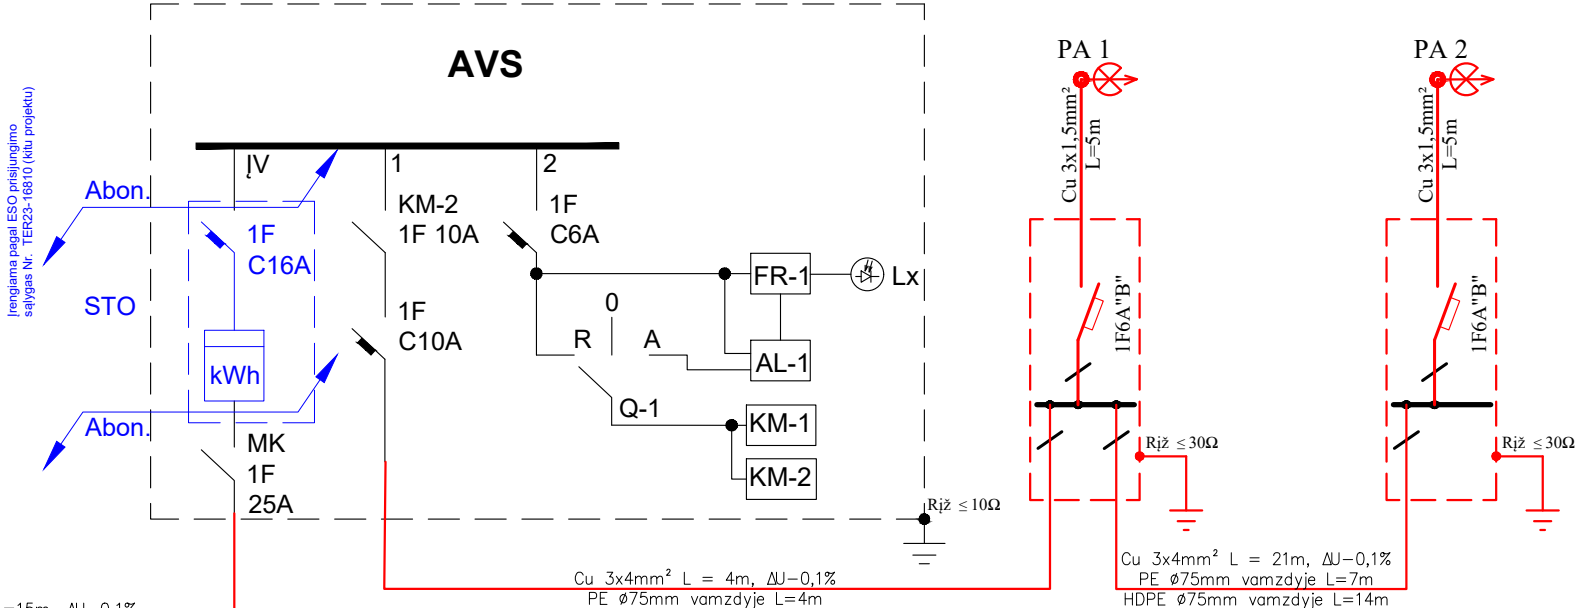 AVS
Įrengiama pagal ESO prisijungimo
sąlygas Nr. TER23-16810 (kitu projektu)
Abon.
STO
Abon.
ĮV
1F
C16A
kWh
MK
1F
25A
1
KM-2
1F 10A
1F
C10A
2
1F
C6A
R
0
A
Q-1
FR-1
Lx
AL-1
KM-1
KM-2
Rįž ≤10Ω
PA 1
Cu 3x1,5mm²
L=5m
1F6A"B"
Rįž ≤30Ω
PA 2
Cu 3x1,5mm²
L=5m
1F6A"B"
Rįž ≤30Ω
Cu 3x4mm² L = 4m, ΔU-0,1%
PE Ø75mm vamzdyje L=4m
Cu 3x4mm² L = 21m, ΔU-0,1%
PE Ø75mm vamzdyje L=7m
HDPE Ø75mm vamzdyje L=14m